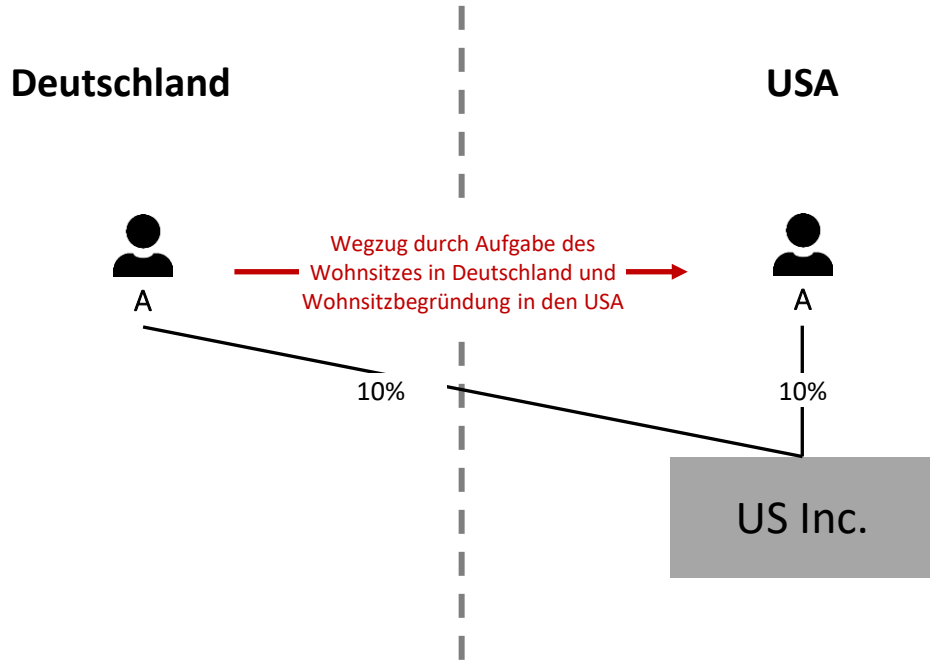 Deutschland
USA
Wegzug durch Aufgabe des
Wohnsitzes in Deutschland und
Wohnsitzbegründung in den USA
A
A
10%
10%
US Inc.